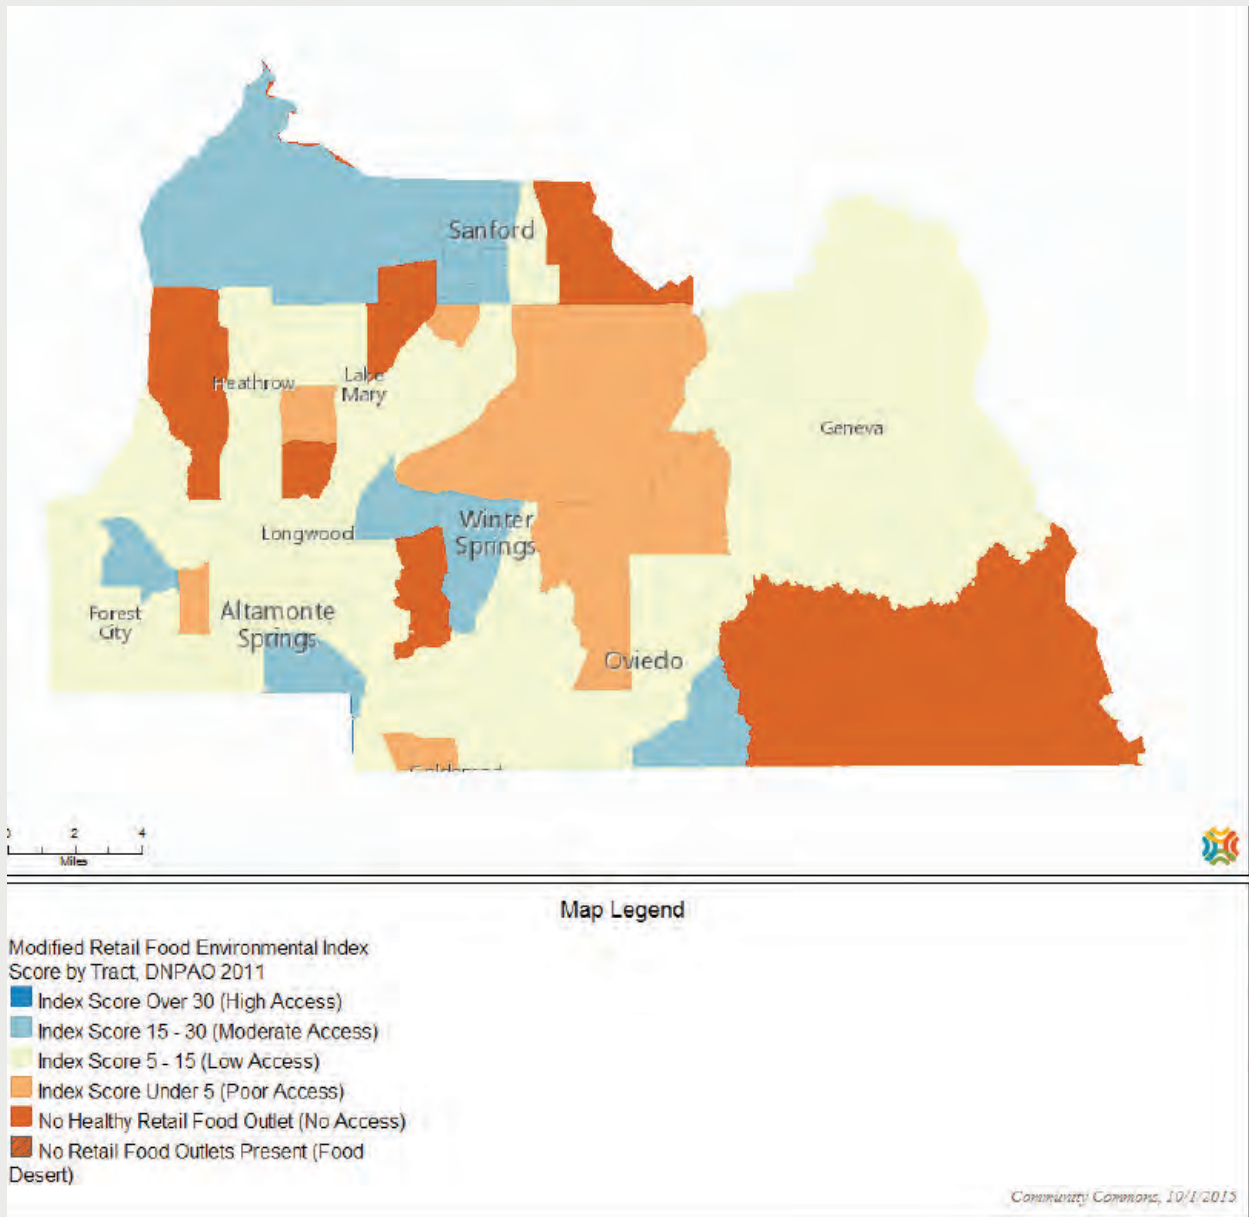 Sanford
Heathrow
Lake
Mary
Geneva
Longwood
Winter
Springs
Forest
City
Altamonte
Springs
Oviedo
2 4
Miles
Map Legend
Modified Retail Food Environmental Index
Score by Tract, DNPAO 2011
Index Score Over 30 (High Access)
Index Score 15 - 30 (Moderate Access)
Index Score 5 - 15 (Low Access)
Index Score Under 5 (Poor Access)
No Healthy Retail Food Outlet (No Access)
No Retail Food Outlets Present (Food
Desert)
Community Commons, 10/1/2015